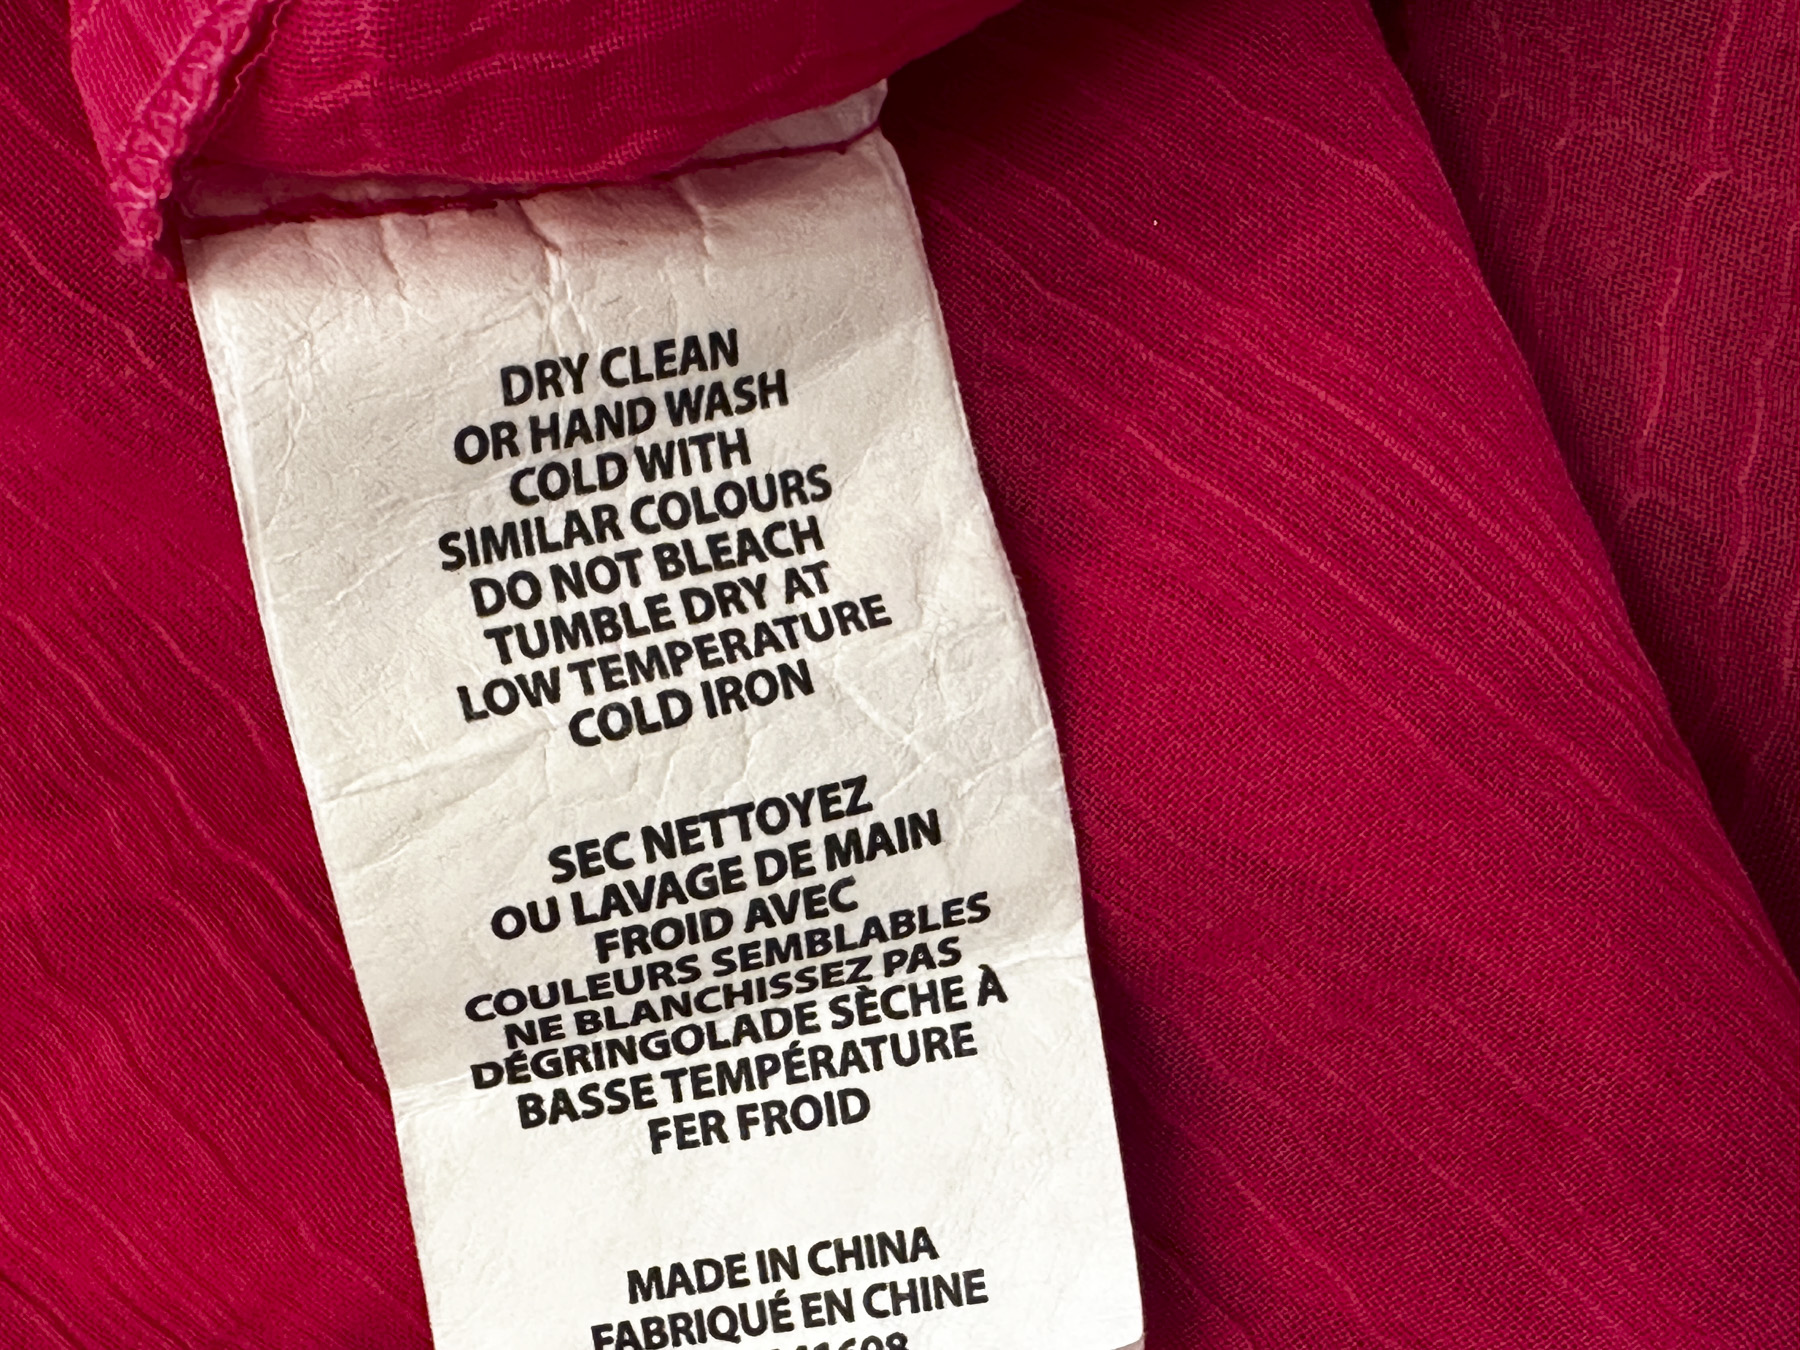 DRY CLEAN
OR HAND WASH
COLD WITH
SIMILAR COLOURS
DO NOT BLEACH
TUMBLE DRY AT
LOW TEMPERATURE
COLD IRON
SEC NETTOYEZ
OU LAVAGE DE MAIN
FROID AVEC
COULEURS SEMBLABLES
NE BLANCHISSEZ PAS
DÉGRINGOLADE SÈCHE À
BASSE TEMPÉRATURE
FER FROID
MADE IN CHINA
FABRIQUÉ EN CHINE